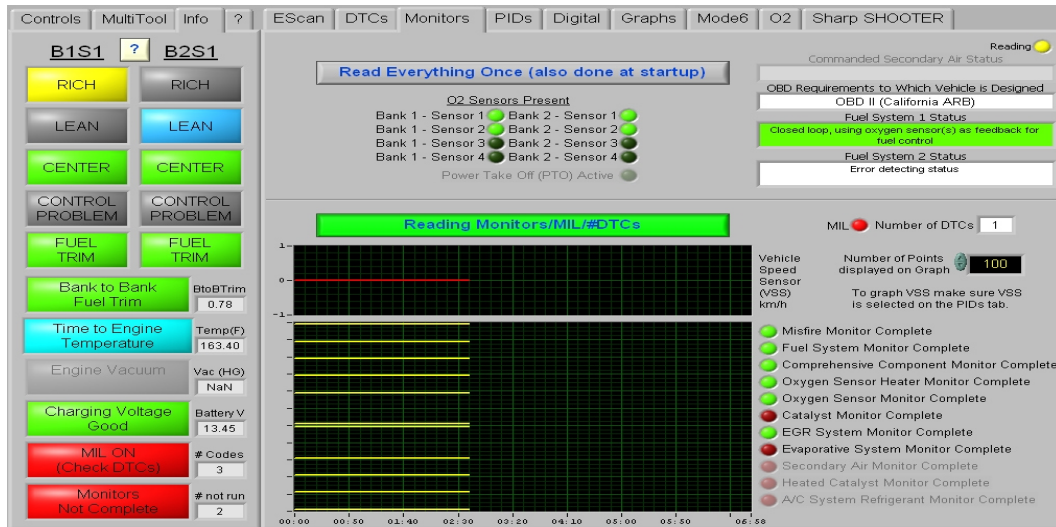 Controls MultiTool Info ?
EScan DTCs Monitors PIDs Digital Graphs Mode6 O2 Sharp SHOOTER
B1S1 ? B2S1
RICH RICH
LEAN LEAN
CENTER CENTER
CONTROL PROBLEM CONTROL PROBLEM
FUEL TRIM FUEL TRIM
Bank to Bank
Fuel Trim
BtoBTrim
0.78
Time to Engine
Temperature
Temp(F)
163.40
Engine Vacuum
Vac (HG)
NaN
Charging Voltage
Good
Battery V
13.45
MIL ON
(Check DTCs)
# Codes
3
Monitors
Not Complete
# not run
2
Read Everything Once (also done at startup)
O2 Sensors Present
Bank 1 - Sensor 1 Bank 2 - Sensor 1
Bank 1 - Sensor 2 Bank 2 - Sensor 2
Bank 1 - Sensor 3 Bank 2 - Sensor 3
Bank 1 - Sensor 4 Bank 2 - Sensor 4
Power Take Off (PTO) Active
Reading
Commanded Secondary Air Status
OBD Requirements to Which Vehicle is Designed
OBD II (California ARB)
Fuel System 1 Status
Closed loop, using oxygen sensor(s) as feedback for
fuel control
Fuel System 2 Status
Error detecting status
Reading Monitors/MIL/#DTCs
MIL Number of DTCs 1
1
0
-1
Vehicle
Speed
Sensor
(VSS)
km/h
Number of Points
displayed on Graph
100
To graph VSS make sure VSS
is selected on the PIDs tab.
Misfire Monitor Complete
Fuel System Monitor Complete
Comprehensive Component Monitor Complete
Oxygen Sensor Heater Monitor Complete
Oxygen Sensor Monitor Complete
Catalyst Monitor Complete
EGR System Monitor Complete
Evaporative System Monitor Complete
Secondary Air Monitor Complete
Heated Catalyst Monitor Complete
A/C System Refrigerant Monitor Complete
00:00 00:50 01:40 02:30 03:20 04:10 05:00 05:50 06:58